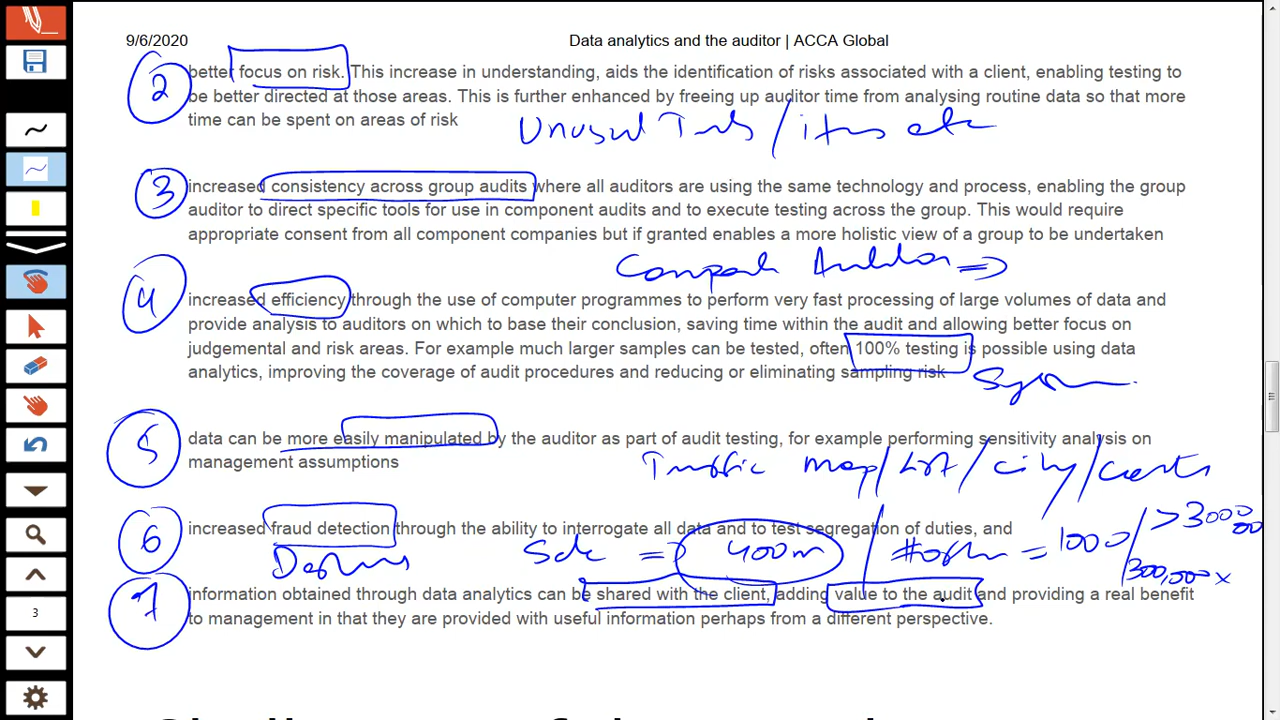 9/6/2020 Data analytics and the auditor | ACCA Global
2 better focus on risk. This increase in understanding, aids the identification of risks associated with a client, enabling testing to
be better directed at those areas. This is further enhanced by freeing up auditor time from analysing routine data so that more
time can be spent on areas of risk
Unusual / items etc
3 increased consistency across group audits where all auditors are using the same technology and process, enabling the group
auditor to direct specific tools for use in component audits and to execute testing across the group. This would require
appropriate consent from all component companies but if granted enables a more holistic view of a group to be undertaken
Auditor =>
4 increased efficiency through the use of computer programmes to perform very fast processing of large volumes of data and
provide analysis to auditors on which to base their conclusion, saving time within the audit and allowing better focus on
judgemental and risk areas. For example much larger samples can be tested, often 100% testing is possible using data
analytics, improving the coverage of audit procedures and reducing or eliminating sampling risk
5 data can be more easily manipulated by the auditor as part of audit testing, for example performing sensitivity analysis on
management assumptions
Traffic map / / city /
6 increased fraud detection through the ability to interrogate all data and to test segregation of duties, and
=> 400m / = 1000 / >3000
00
300,000 x
7 information obtained through data analytics can be shared with the client, adding value to the audit and providing a real benefit
to management in that they are provided with useful information perhaps from a different perspective.
3